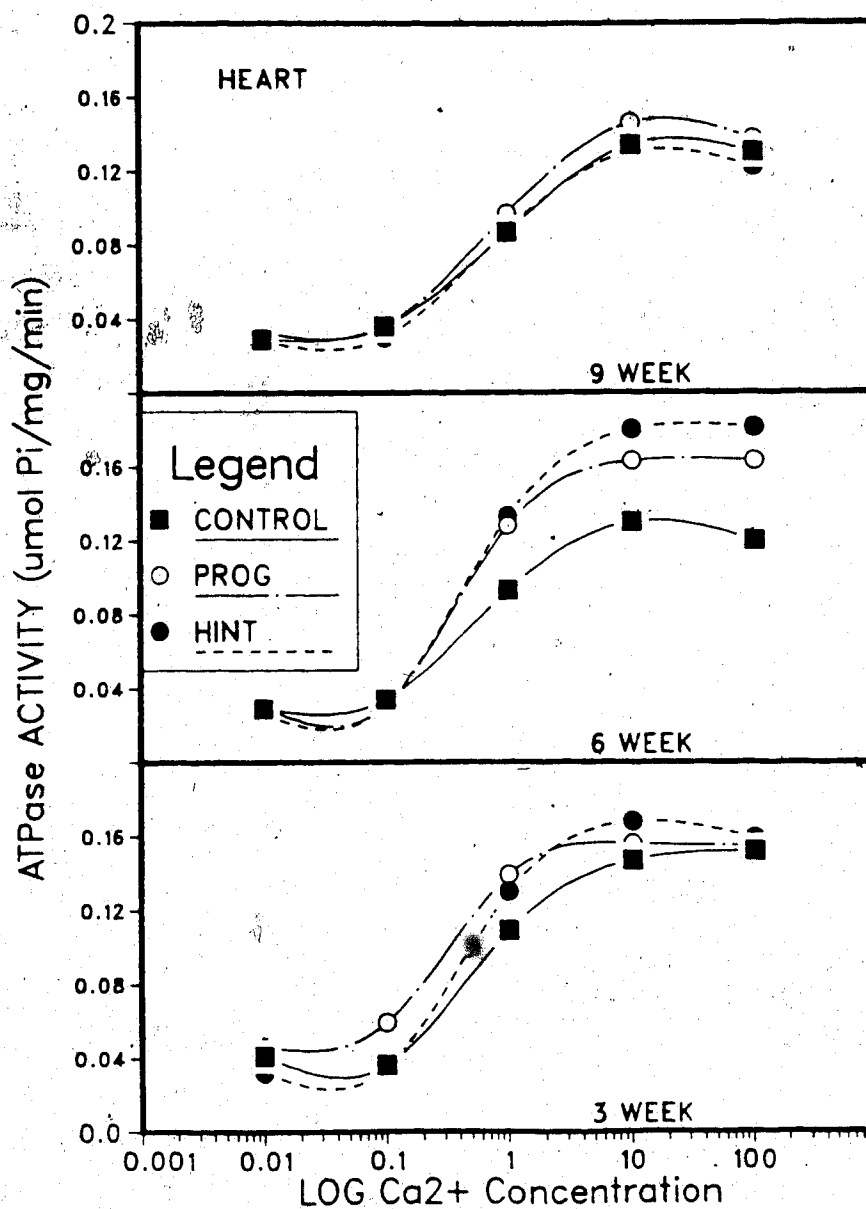 0.2
HEART
0.16
0.12
0.08
0.04
9 WEEK
0.16
0.12
0.04
Legend
CONTROL
PROG
HINT
6 WEEK
0.16
0.12
0.08
0.04
0.0
3 WEEK
0.001 0.01 0.1 1 10 100
LOG Ca2+ Concentration
ATPase ACTIVITY (umol Pi/mg/min)